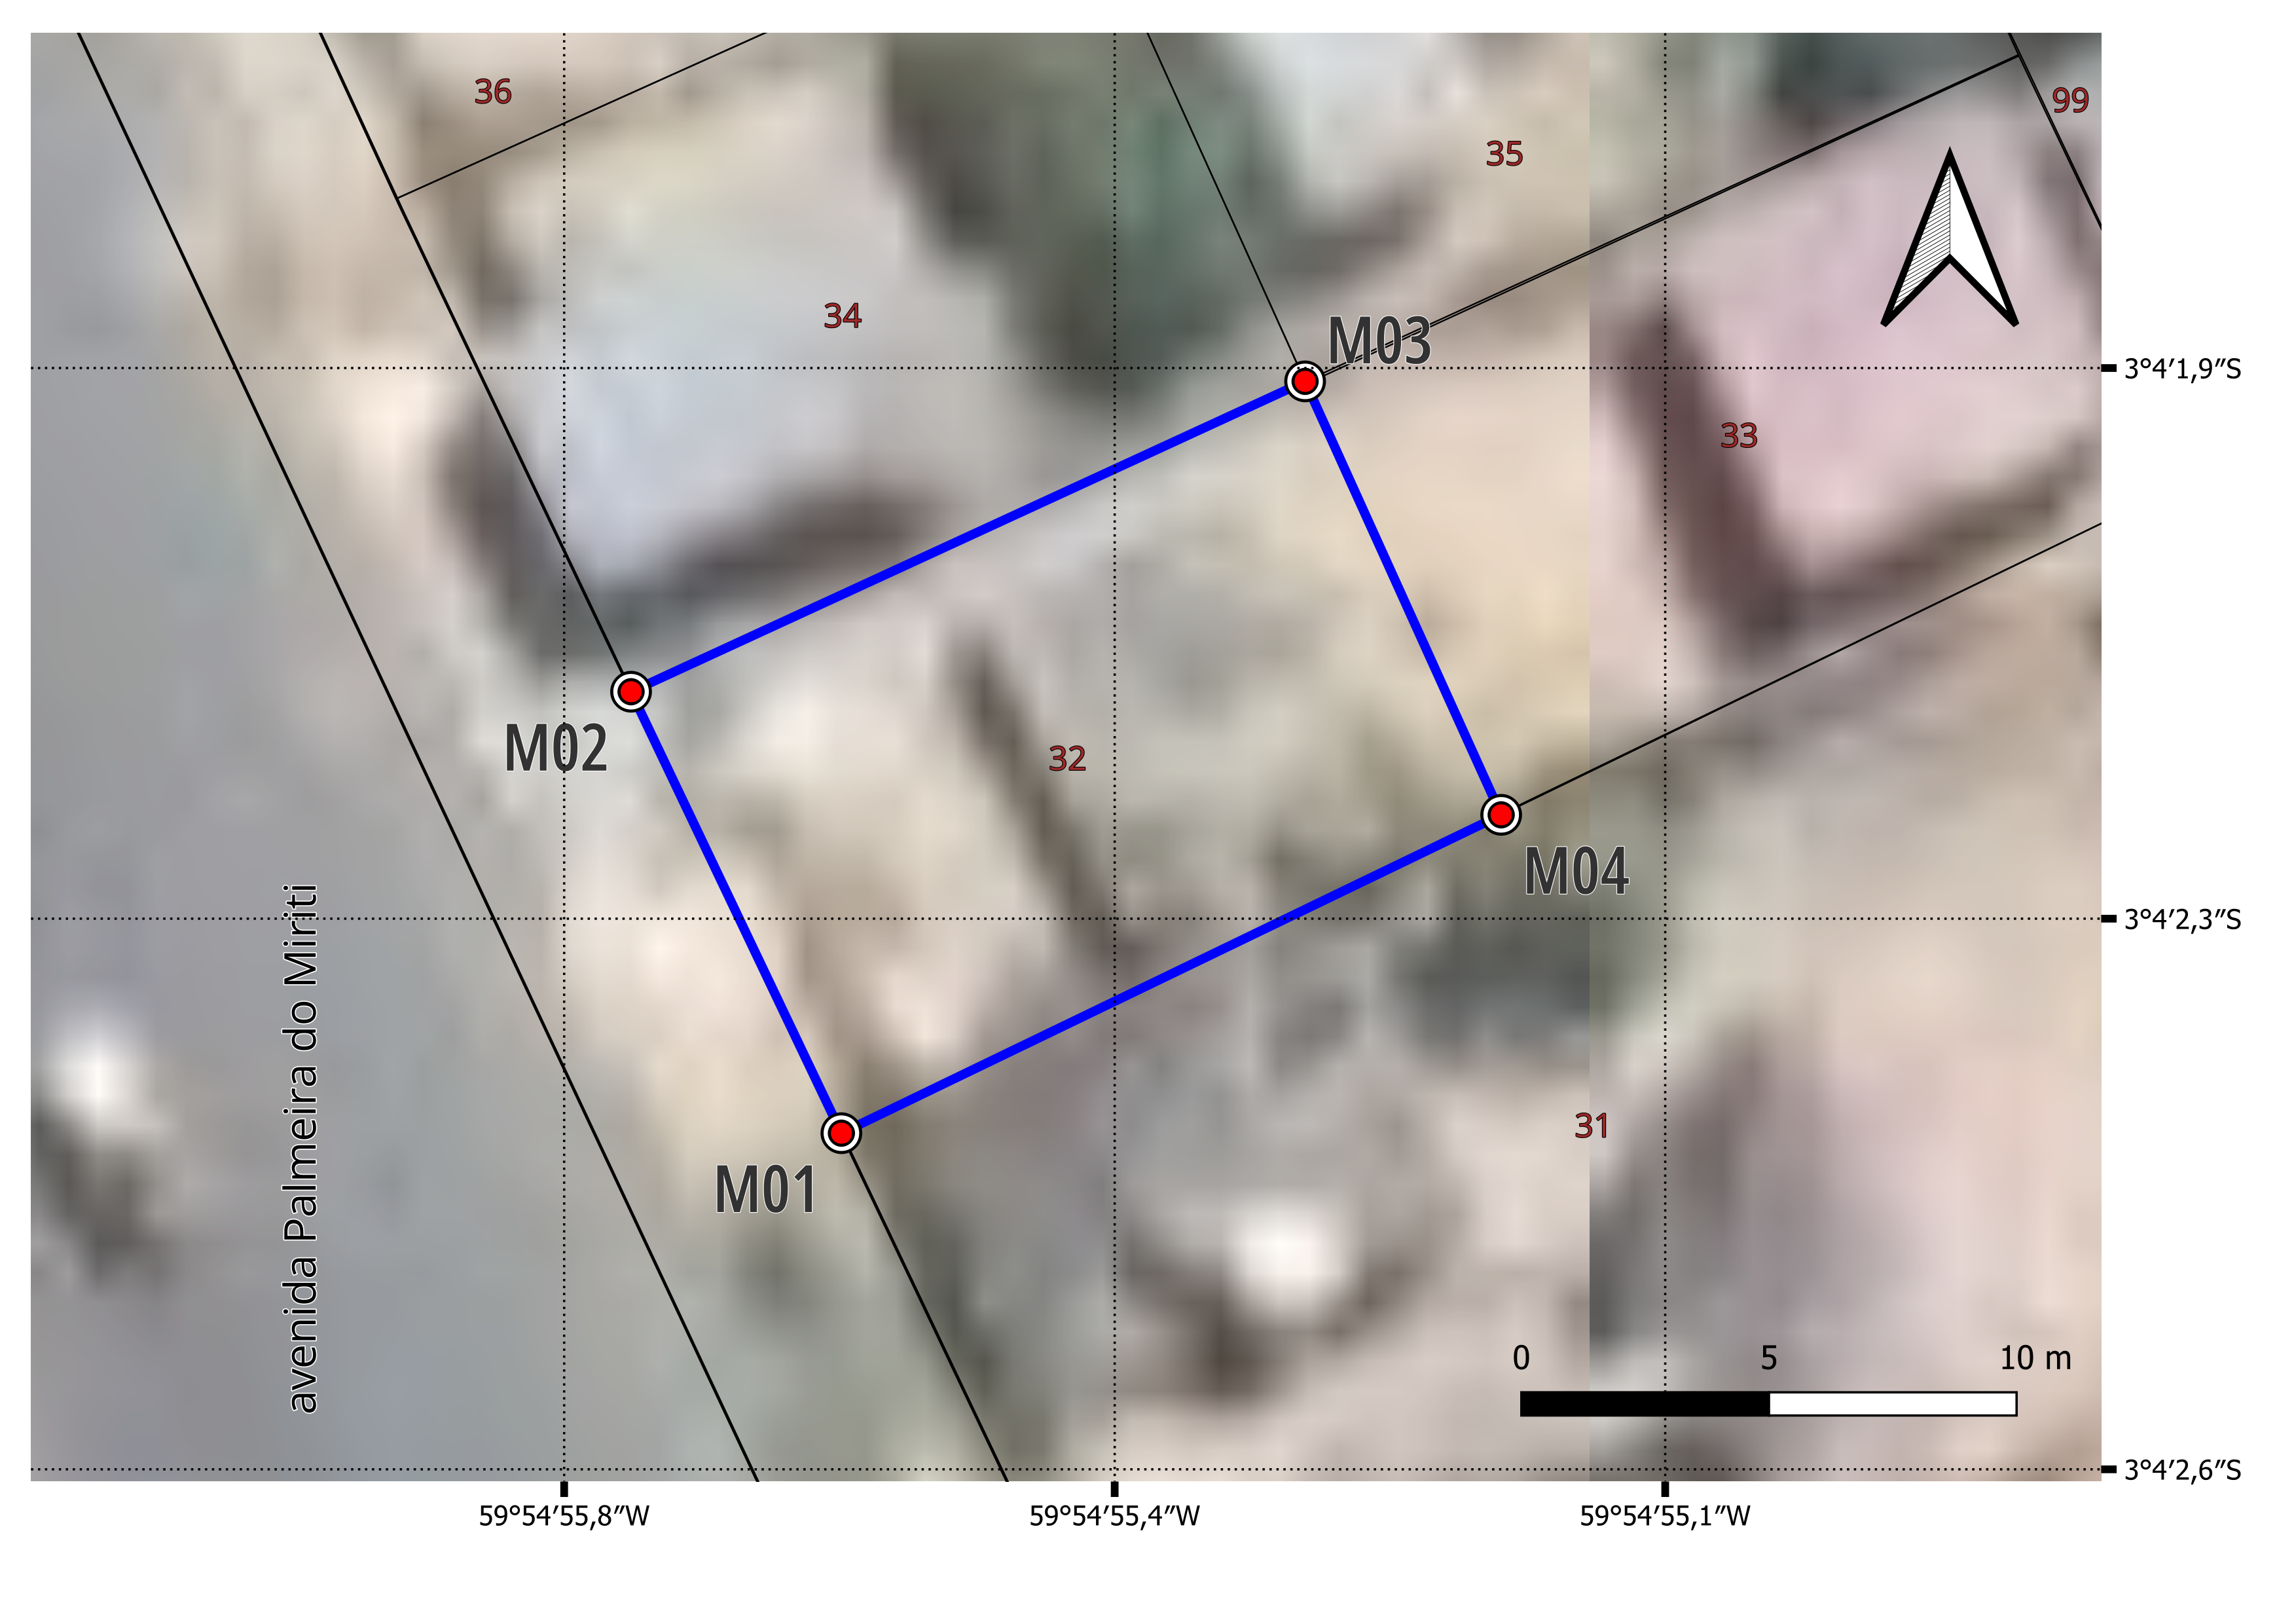 36
99
35
34
M03
3°4′1,9″S
33
M02
32
M04
3°4′2,3″S
avenida Palmeira do Miriti
31
M01
0 5 10 m
3°4′2,6″S
59°54′55,8″W 59°54′55,4″W 59°54′55,1″W